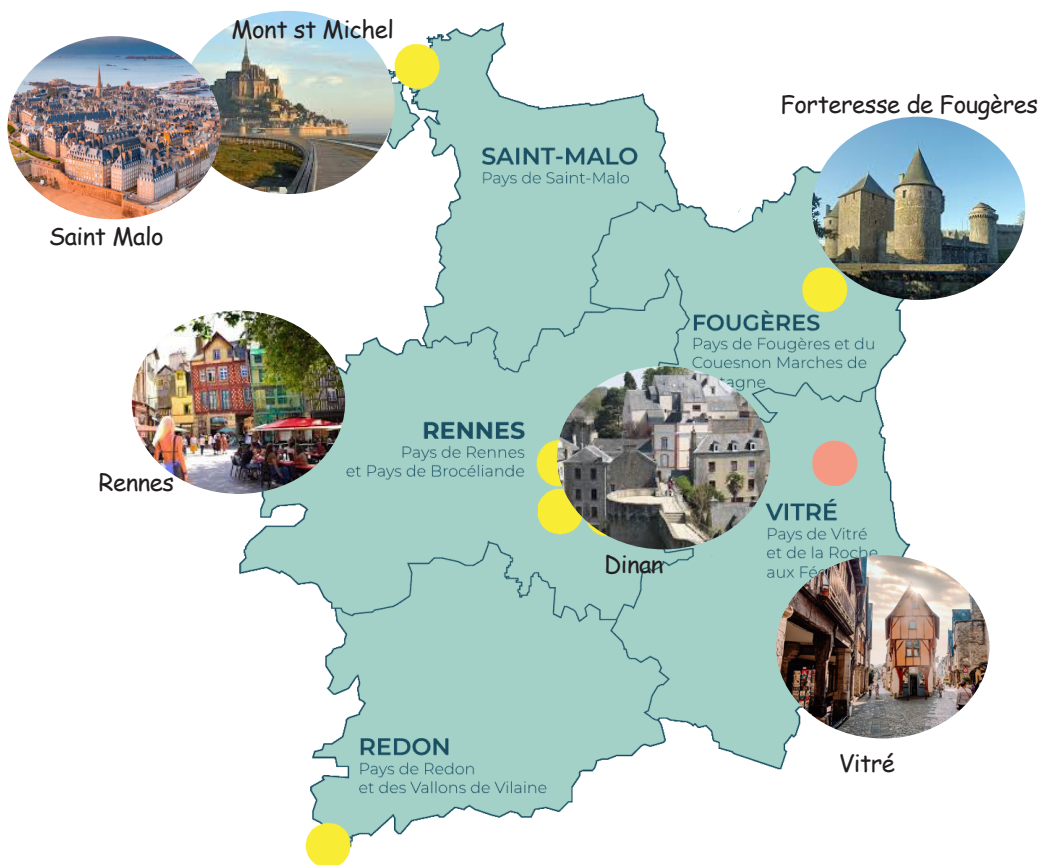 Mont st Michel
Saint Malo
Forteresse de Fougères
SAINT-MALO
Pays de Saint-Malo
FOUGÈRES
Pays de Fougères et du
Couesnon Marches de
Rennes
RENNES
Pays de Rennes
et Pays de Brocéliande
Dinan
VITRÉ
Pays de Vitré
et de la Roche
aux
Vitré
REDON
Pays de Redon
et des Vallons de Vilaine